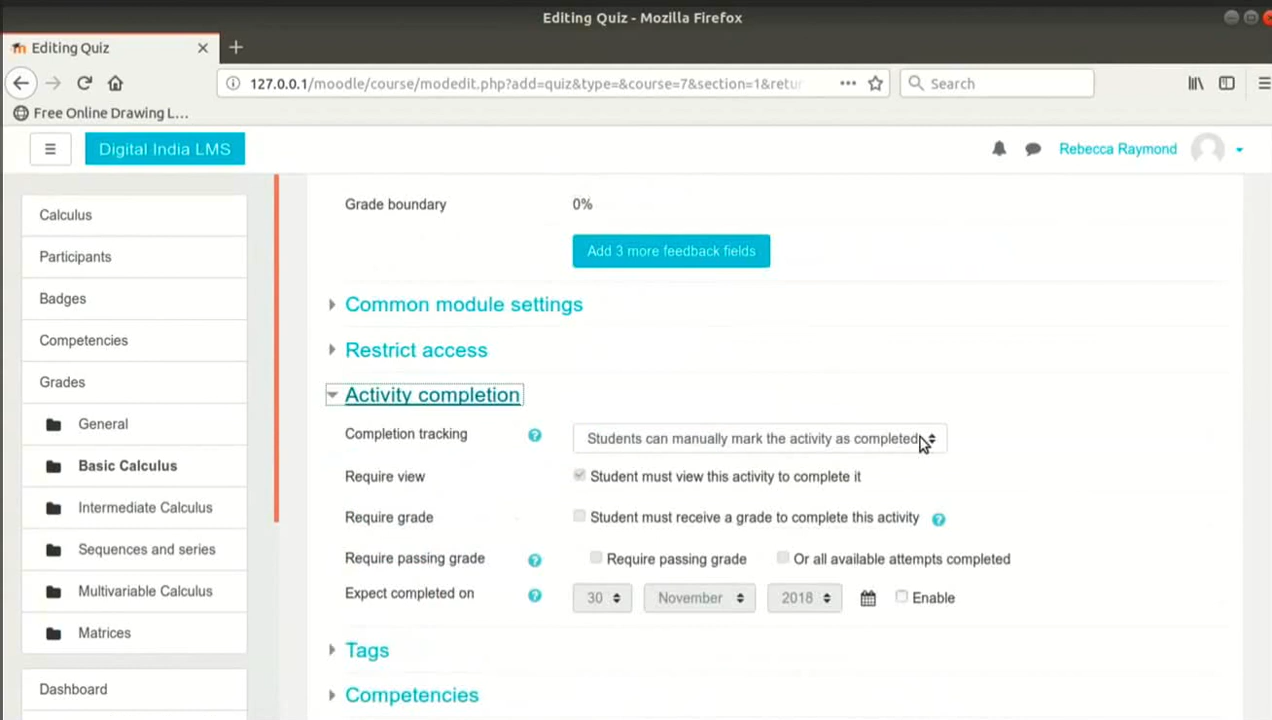 Editing Quiz - Mozilla Firefox
Editing Quiz
127.0.0.1/moodle/course/modedit.php?add=quiz&type=&course=7&section=1&retur
Search
Free Online Drawing L...
Digital India LMS
Rebecca Raymond
Calculus
Participants
Badges
Competencies
Grades
General
Basic Calculus
Intermediate Calculus
Sequences and series
Multivariable Calculus
Matrices
Dashboard
Grade boundary 0%
Add 3 more feedback fields
Common module settings
Restrict access
Activity completion
Completion tracking ? Students can manually mark the activity as completed
Require view Student must view this activity to complete it
Require grade Student must receive a grade to complete this activity ?
Require passing grade ? Require passing grade Or all available attempts completed
Expect completed on ? 30 November 2018 Enable
Tags
Competencies